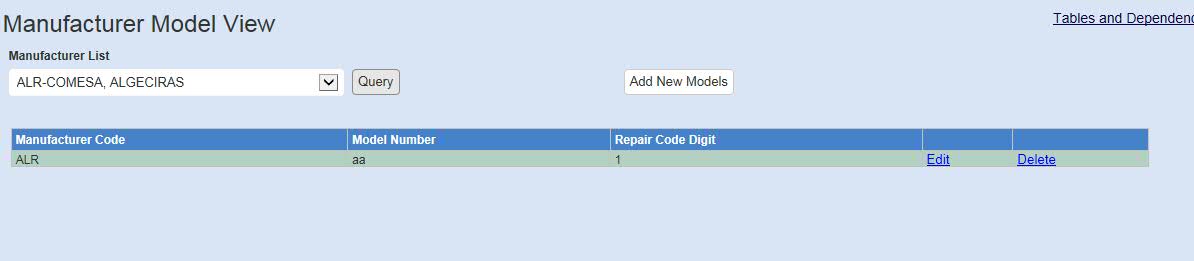 Manufacturer Model View
Tables and Dependenc
Manufacturer List
ALR-COMESA, ALGECIRAS Query Add New Models
Manufacturer Code Model Number Repair Code Digit
ALR aa 1 Edit Delete